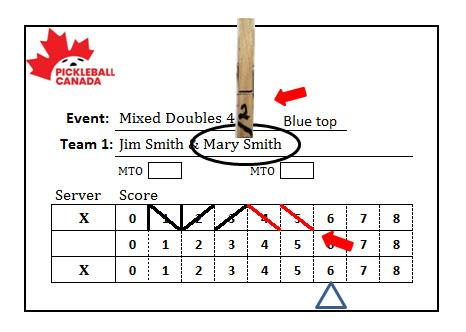 PICKLEBALL
CANADA
2
Event: Mixed Doubles 4
Blue top
Team 1: Jim Smith & Mary Smith
MTO MTO
Server Score
X 0 1 2 3 4 5 6 7 8
0 1 2 3 4 5 6 7 8
X 0 1 2 3 4 5 6 7 8